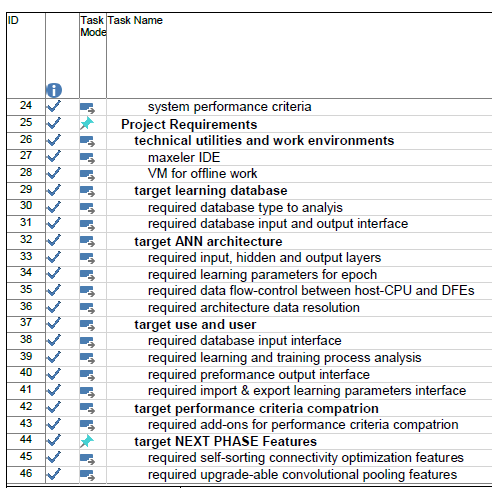 ID Task Mode Task Name
24 system performance criteria
25 Project Requirements
26 technical utilities and work environments
27 maxeler IDE
28 VM for offline work
29 target learning database
30 required database type to analyis
31 required database input and output interface
32 target ANN architecture
33 required input, hidden and output layers
34 required learning parameters for epoch
35 required data flow-control between host-CPU and DFEs
36 required architecture data resolution
37 target use and user
38 required database input interface
39 required learning and training process analysis
40 required preformance output interface
41 required import & export learning parameters interface
42 target performance criteria compatrion
43 required add-ons for performance criteria compatrion
44 target NEXT PHASE Features
45 required self-sorting connectivity optimization features
46 required upgrade-able convolutional pooling features